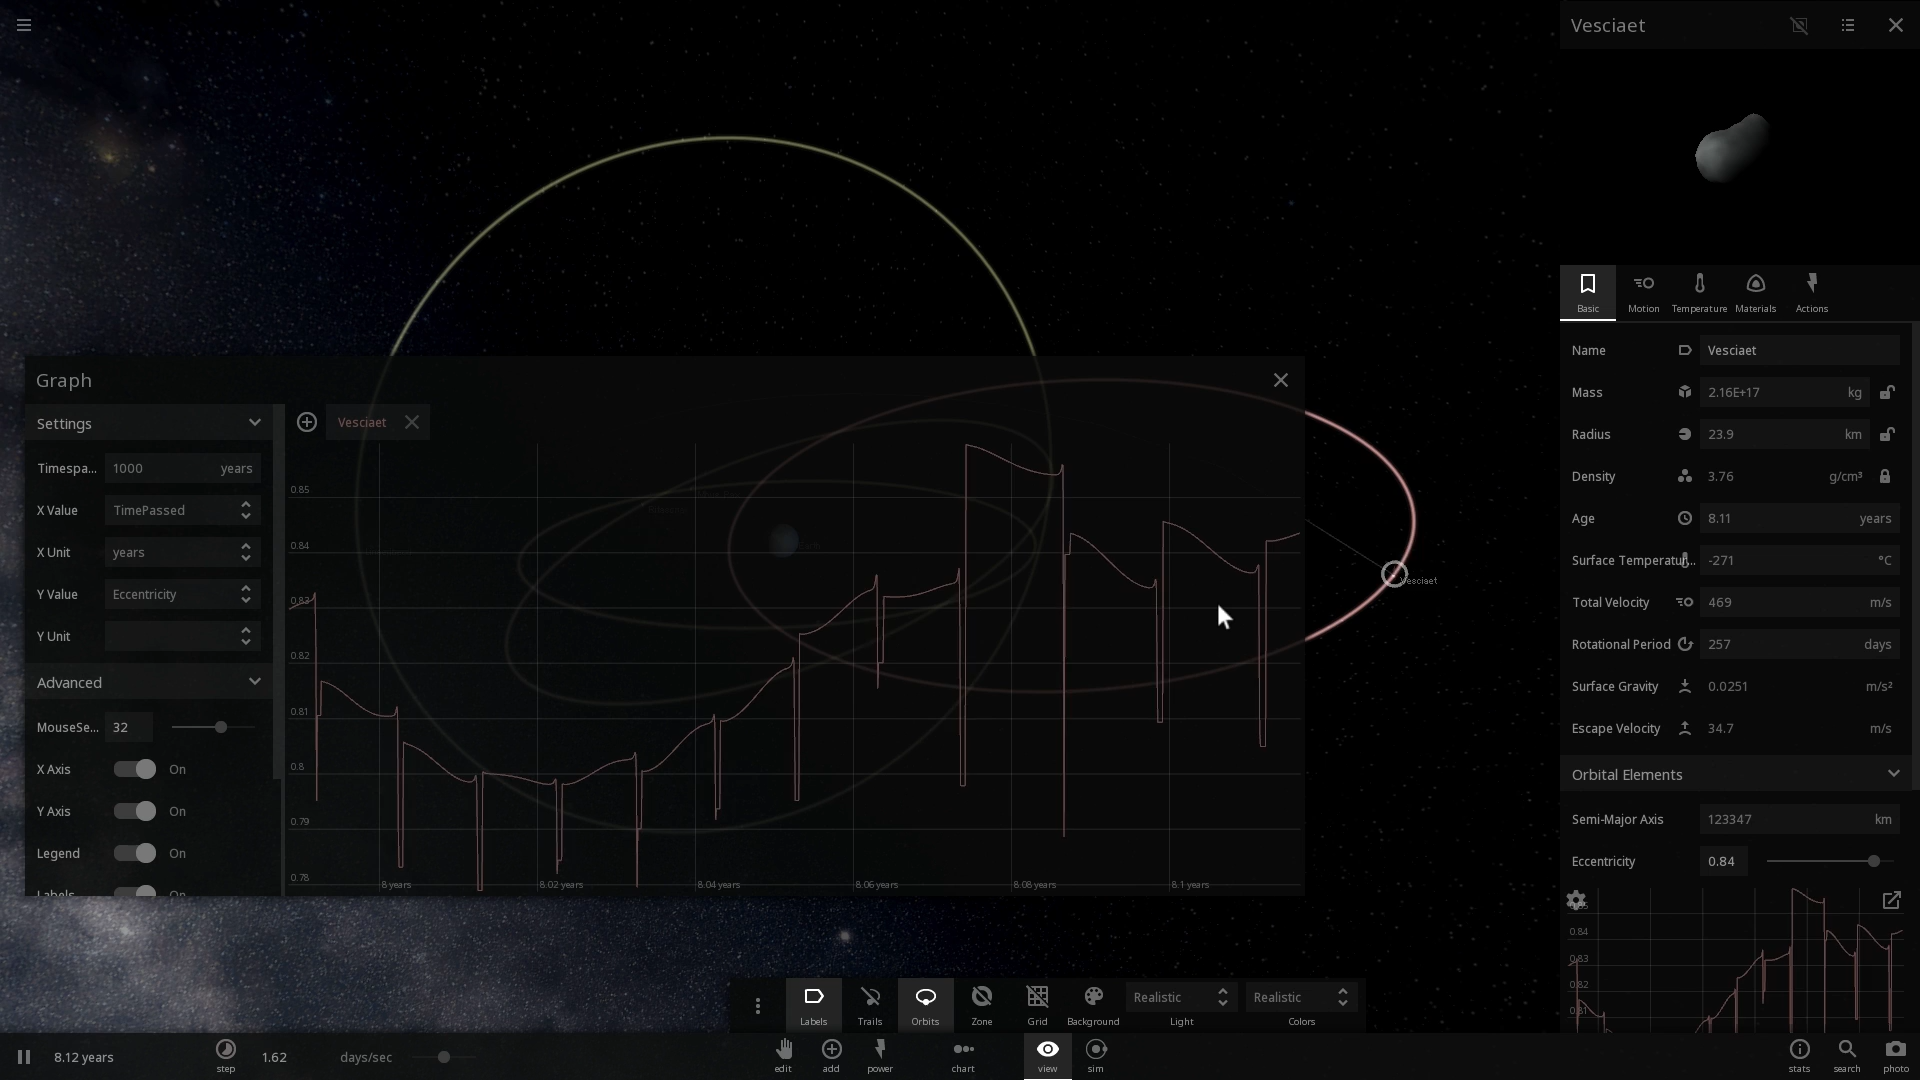 Vesciaet
Basic
Motion
Temperature
Materials
Actions
Name
Vesciaet
Mass
2.16E+17 kg
Radius
23.9 km
Density
3.76 g/cm³
Age
8.11 years
Surface Temperatur...
-271 °C
Total Velocity
469 m/s
Rotational Period
257 days
Surface Gravity
0.0251 m/s²
Escape Velocity
34.7 m/s
Orbital Elements
Semi-Major Axis
123347 km
Eccentricity
0.84
0.84
0.83
0.82
0.81
Graph
Settings
Timespa...
1000 years
X Value
TimePassed
X Unit
years
Y Value
Eccentricity
Y Unit
Advanced
MouseSe...
32
X Axis
On
Y Axis
On
Legend
On
Labels
On
Vesciaet
0.85
0.84
0.83
0.82
0.81
0.8
0.79
0.78
8 years
8.02 years
8.04 years
8.06 years
8.08 years
8.1 years
Vesciaet
Labels
Trails
Orbits
Zone
Grid
Background
Realistic
Light
Realistic
Colors
8.12 years
step
1.62
days/sec
edit
add
power
chart
view
sim
stats
search
photo